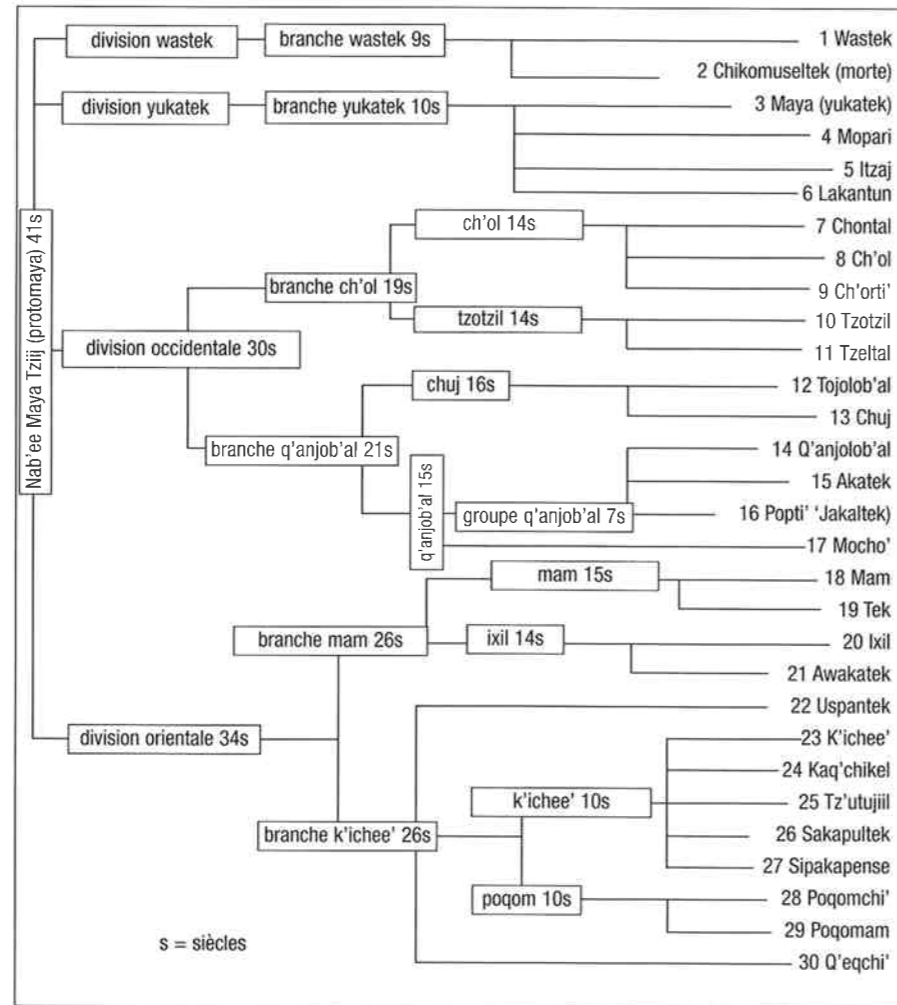 division wastek
branche wastek 9s
1 Wastek
2 Chikomuseltek (morte)
division yukatek
branche yukatek 10s
3 Maya (yukatek)
4 Mopari
5 Itzaj
6 Lakantun
Nab'ee Maya Tziij (protomaya) 41s
ch'ol 14s
7 Chontal
8 Ch'ol
branche ch'ol 19s
9 Ch'orti'
tzotzil 14s
10 Tzotzil
division occidentale 30s
11 Tzeltal
chuj 16s
12 Tojolob'al
13 Chuj
branche q'anjob'al 21s
14 Q'anjolob'al
q'anjob'al 15s
15 Akatek
groupe q'anjob'al 7s
16 Popti' 'Jakaltek)
17 Mocho'
mam 15s
18 Mam
19 Tek
branche mam 26s
ixil 14s
20 Ixil
21 Awakatek
22 Uspantek
division orientale 34s
23 K'ichee'
24 Kaq'chikel
k'ichee' 10s
25 Tz'utujiil
branche k'ichee' 26s
26 Sakapultek
27 Sipakapense
poqom 10s
28 Poqomchi'
29 Poqomam
s = siècles
30 Q'eqchi'